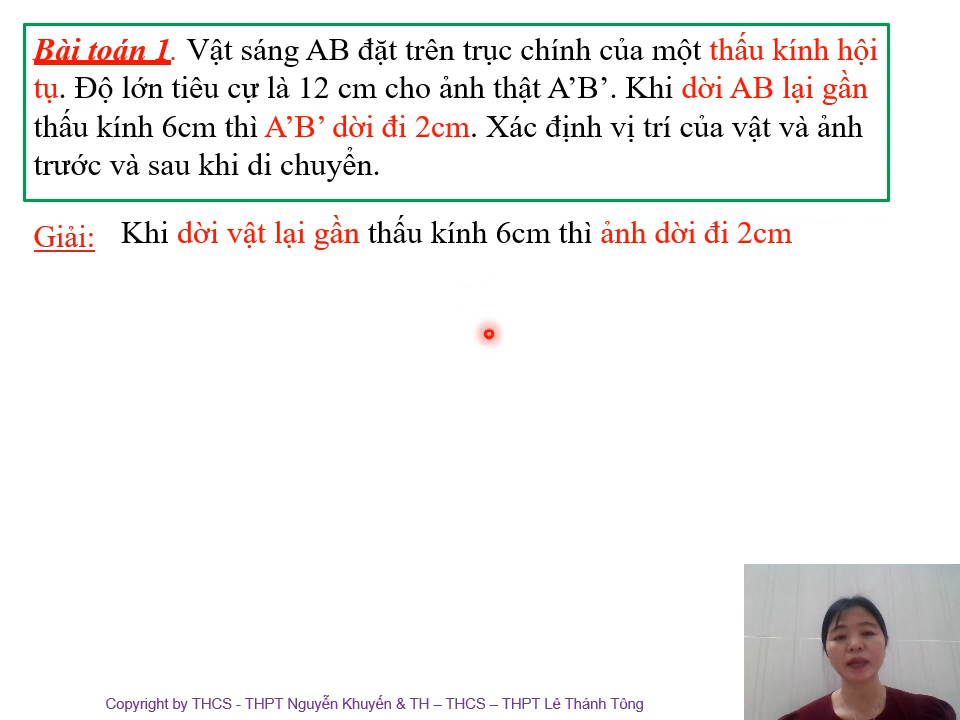 Bài toán 1. Vật sáng AB đặt trên trục chính của một thấu kính hội
tụ. Độ lớn tiêu cự là 12 cm cho ảnh thật A’B’. Khi dời AB lại gần
thấu kính 6cm thì A’B’ dời đi 2cm. Xác định vị trí của vật và ảnh
trước và sau khi di chuyển.
Giải: Khi dời vật lại gần thấu kính 6cm thì ảnh dời đi 2cm
Copyright by THCS - THPT Nguyễn Khuyến & TH – THCS – THPT Lê Thánh Tông